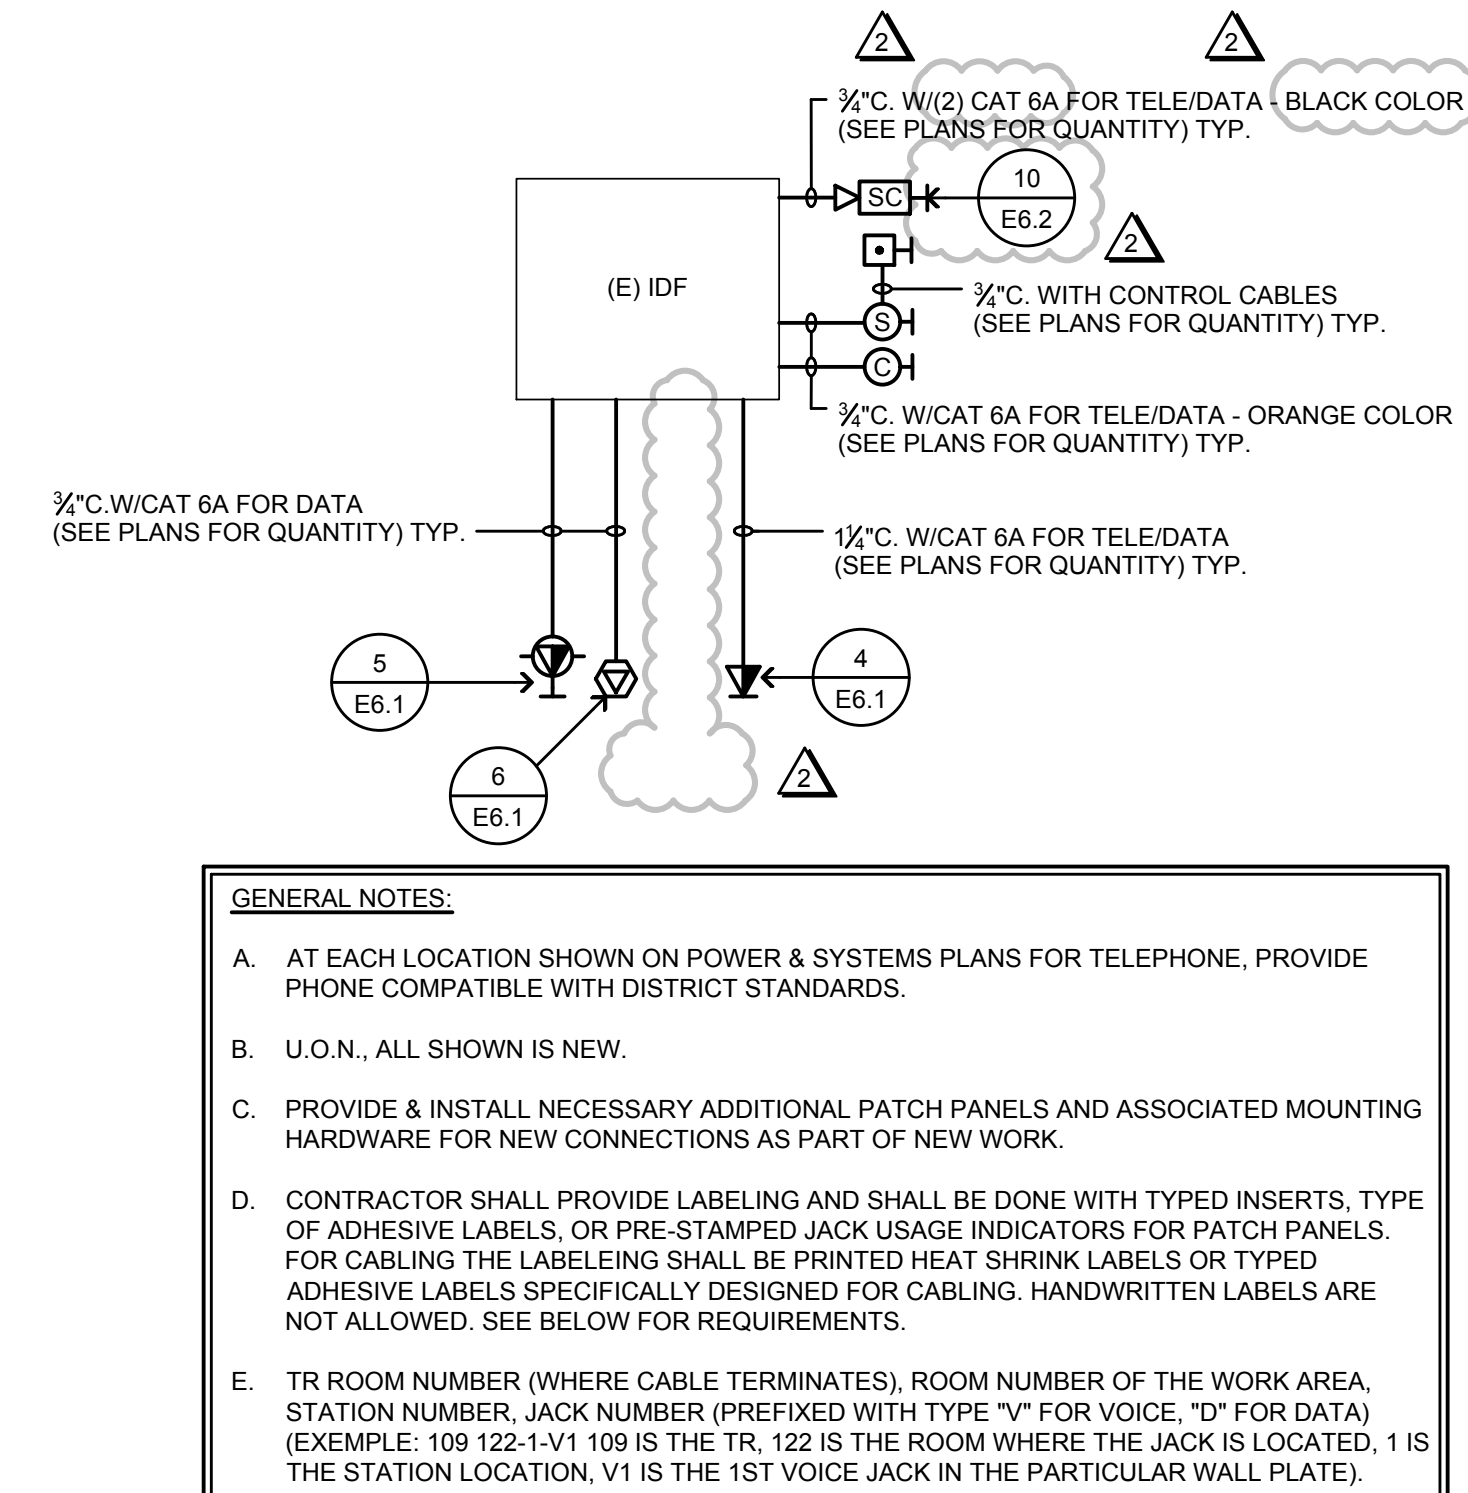 2
2
3/4"C. W/(2) CAT 6A FOR TELE/DATA - BLACK COLOR
(SEE PLANS FOR QUANTITY) TYP.
SC
10
E6.2
2
(E) IDF
3/4"C. WITH CONTROL CABLES
(SEE PLANS FOR QUANTITY) TYP.
S
C
3/4"C. W/CAT 6A FOR TELE/DATA - ORANGE COLOR
(SEE PLANS FOR QUANTITY) TYP.
3/4"C.W/CAT 6A FOR DATA
(SEE PLANS FOR QUANTITY) TYP.
1 1/4"C. W/CAT 6A FOR TELE/DATA
(SEE PLANS FOR QUANTITY) TYP.
5
E6.1
4
E6.1
6
E6.1
2
GENERAL NOTES:
A. AT EACH LOCATION SHOWN ON POWER & SYSTEMS PLANS FOR TELEPHONE, PROVIDE
PHONE COMPATIBLE WITH DISTRICT STANDARDS.
B. U.O.N., ALL SHOWN IS NEW.
C. PROVIDE & INSTALL NECESSARY ADDITIONAL PATCH PANELS AND ASSOCIATED MOUNTING
HARDWARE FOR NEW CONNECTIONS AS PART OF NEW WORK.
D. CONTRACTOR SHALL PROVIDE LABELING AND SHALL BE DONE WITH TYPED INSERTS, TYPE
OF ADHESIVE LABELS, OR PRE-STAMPED JACK USAGE INDICATORS FOR PATCH PANELS.
FOR CABLING THE LABELEING SHALL BE PRINTED HEAT SHRINK LABELS OR TYPED
ADHESIVE LABELS SPECIFICALLY DESIGNED FOR CABLING. HANDWRITTEN LABELS ARE
NOT ALLOWED. SEE BELOW FOR REQUIREMENTS.
E. TR ROOM NUMBER (WHERE CABLE TERMINATES), ROOM NUMBER OF THE WORK AREA,
STATION NUMBER, JACK NUMBER (PREFIXED WITH TYPE "V" FOR VOICE, "D" FOR DATA)
(EXEMPLE: 109 122-1-V1 109 IS THE TR, 122 IS THE ROOM WHERE THE JACK IS LOCATED, 1 IS
THE STATION LOCATION, V1 IS THE 1ST VOICE JACK IN THE PARTICULAR WALL PLATE).